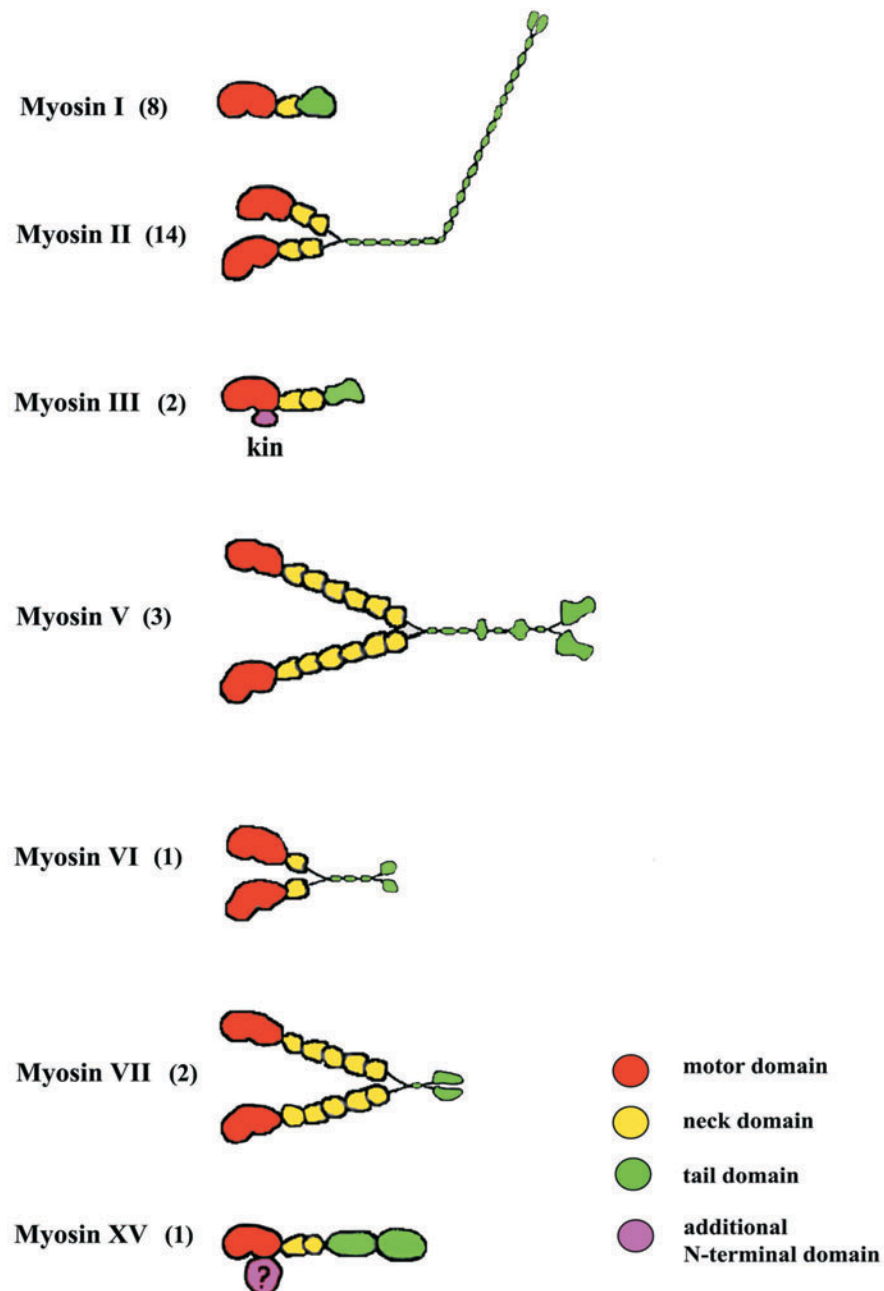 Myosin I (8)
Myosin II (14)
Myosin III (2)
kin
Myosin V (3)
Myosin VI (1)
Myosin VII (2)
motor domain
neck domain
tail domain
Myosin XV (1)
additional
N-terminal domain
?